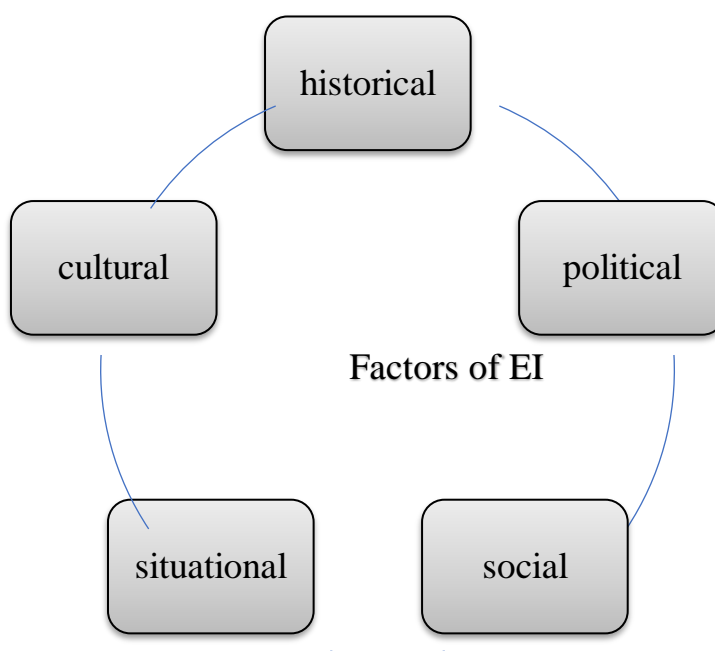 historical
cultural
political
Factors of EI
situational
social